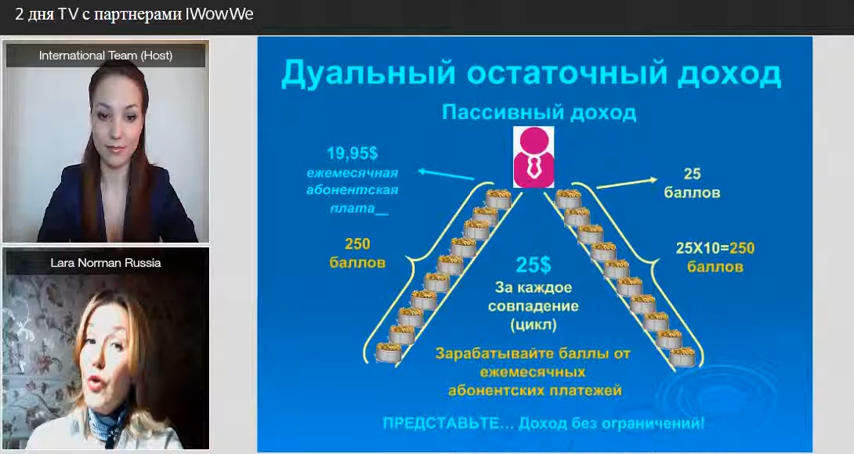 2 дня TV с партнерами IWowWe
International Team (Host)
Lara Norman Russia
Дуальный остаточный доход
Пассивный доход
19,95$
ежемесячная
абонентская
плата__
250
баллов
25
баллов
25X10=250
баллов
25$
За каждое
совпадение
(цикл)
Зарабатывайте баллы от
ежемесячных
абонентских платежей
ПРЕДСТАВЬТЕ... Доход без ограничений!